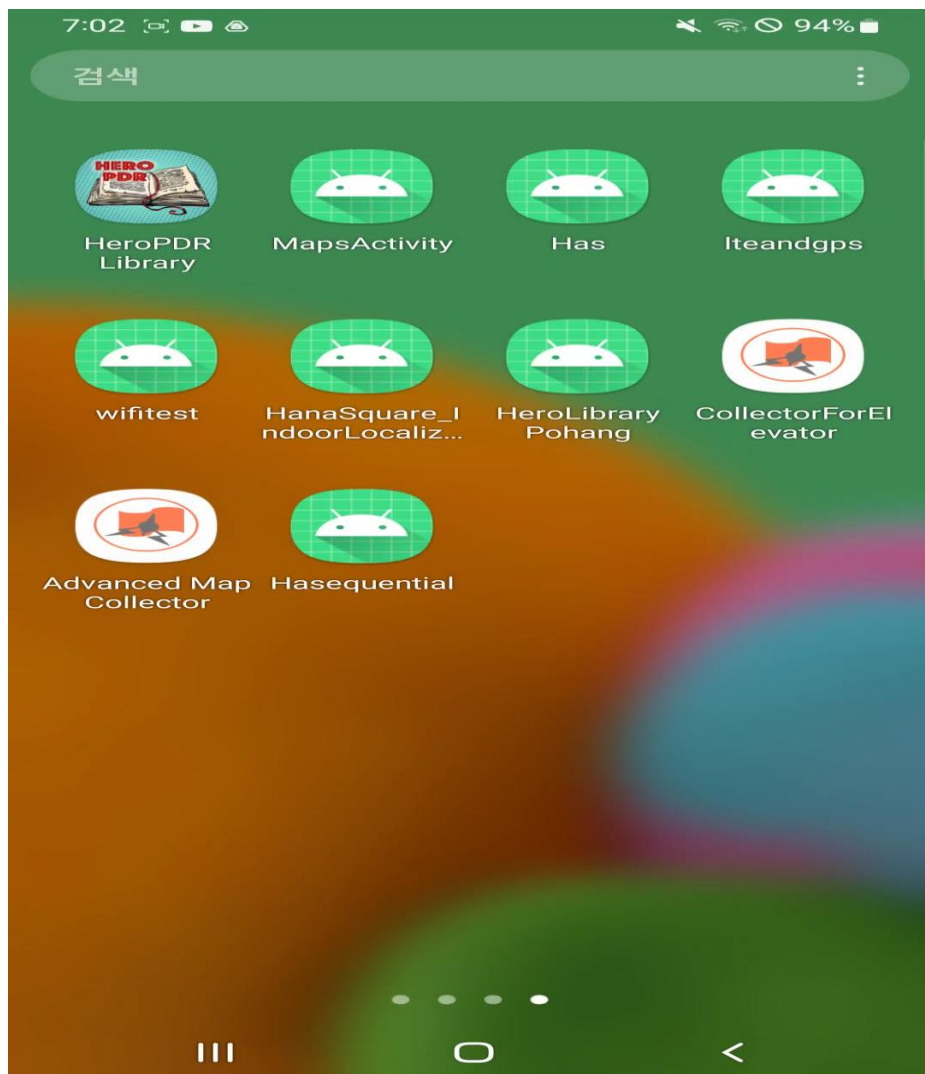 7:02 94%
검색
HERO
PDR
HeroPDR
Library
MapsActivity
Has
lteandgps
wifitest
HanaSquare_I
ndoorLocaliz...
HeroLibrary
Pohang
CollectorForEl
evator
Advanced Map
Collector
Hasequential